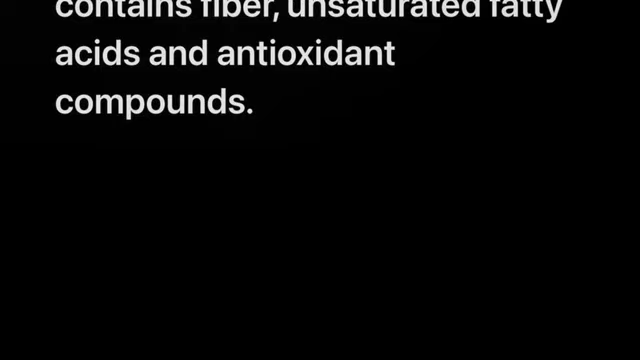 contains fiber, unsaturated fatty
acids and antioxidant
compounds.